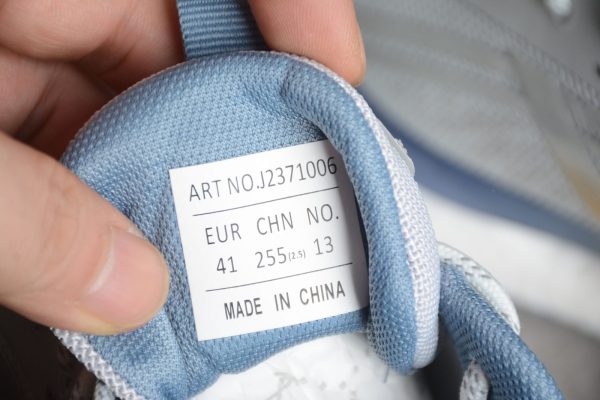 ART NO.J2371006
EUR CHN NO.
41 255(2.5) 13
MADE IN CHINA